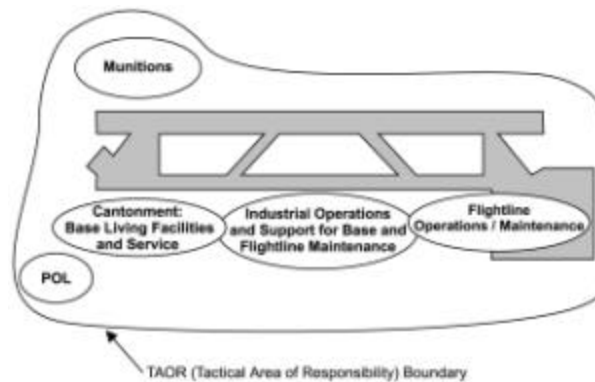 Munitions
Cantonment:
Base Living Facilities
and Service
Industrial Operations
and Support for Base and
Flightline Maintenance
Flightline
Operations / Maintenance
POL
TAOR (Tactical Area of Responsibility) Boundary